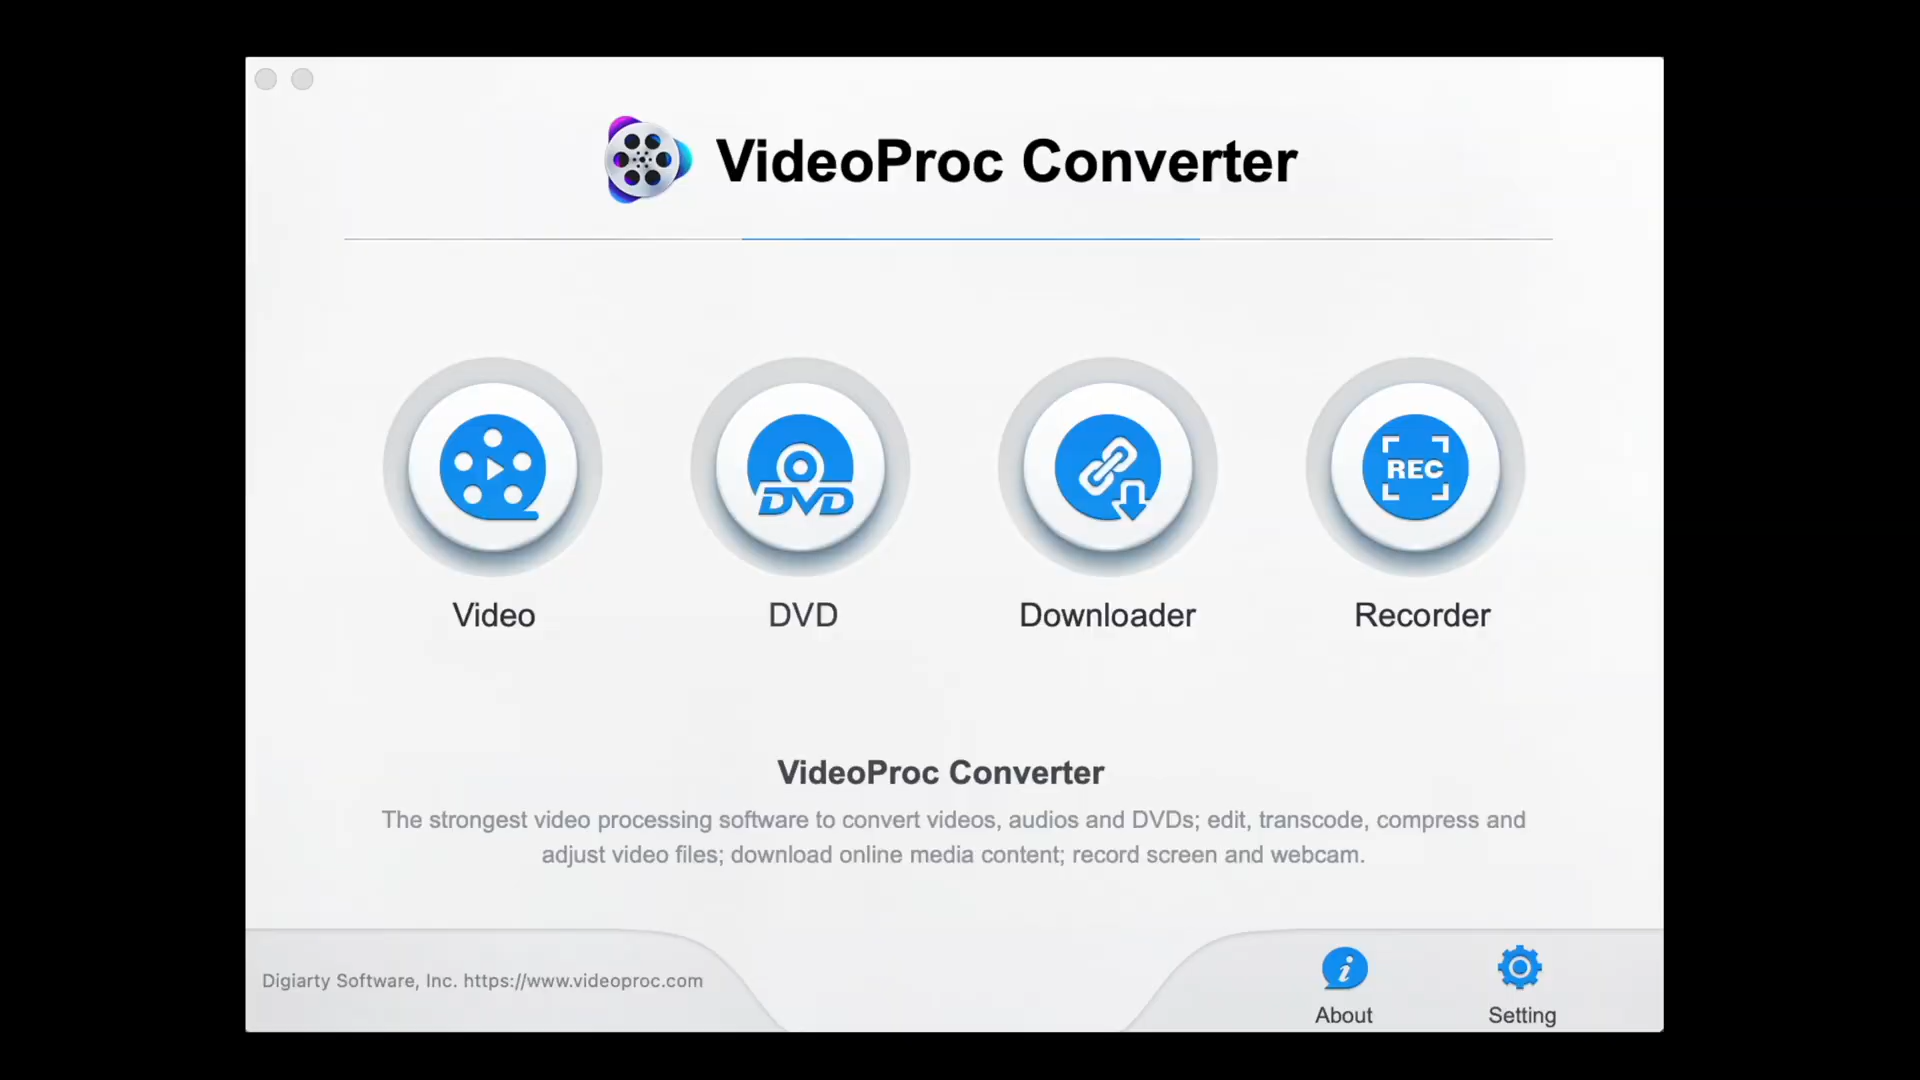 VideoProc Converter
DVD
REC
Video
DVD
Downloader
Recorder
VideoProc Converter
The strongest video processing software to convert videos, audios and DVDs; edit, transcode, compress and
adjust video files; download online media content; record screen and webcam.
Digiarty Software, Inc. https://www.videoproc.com
i
About
Setting